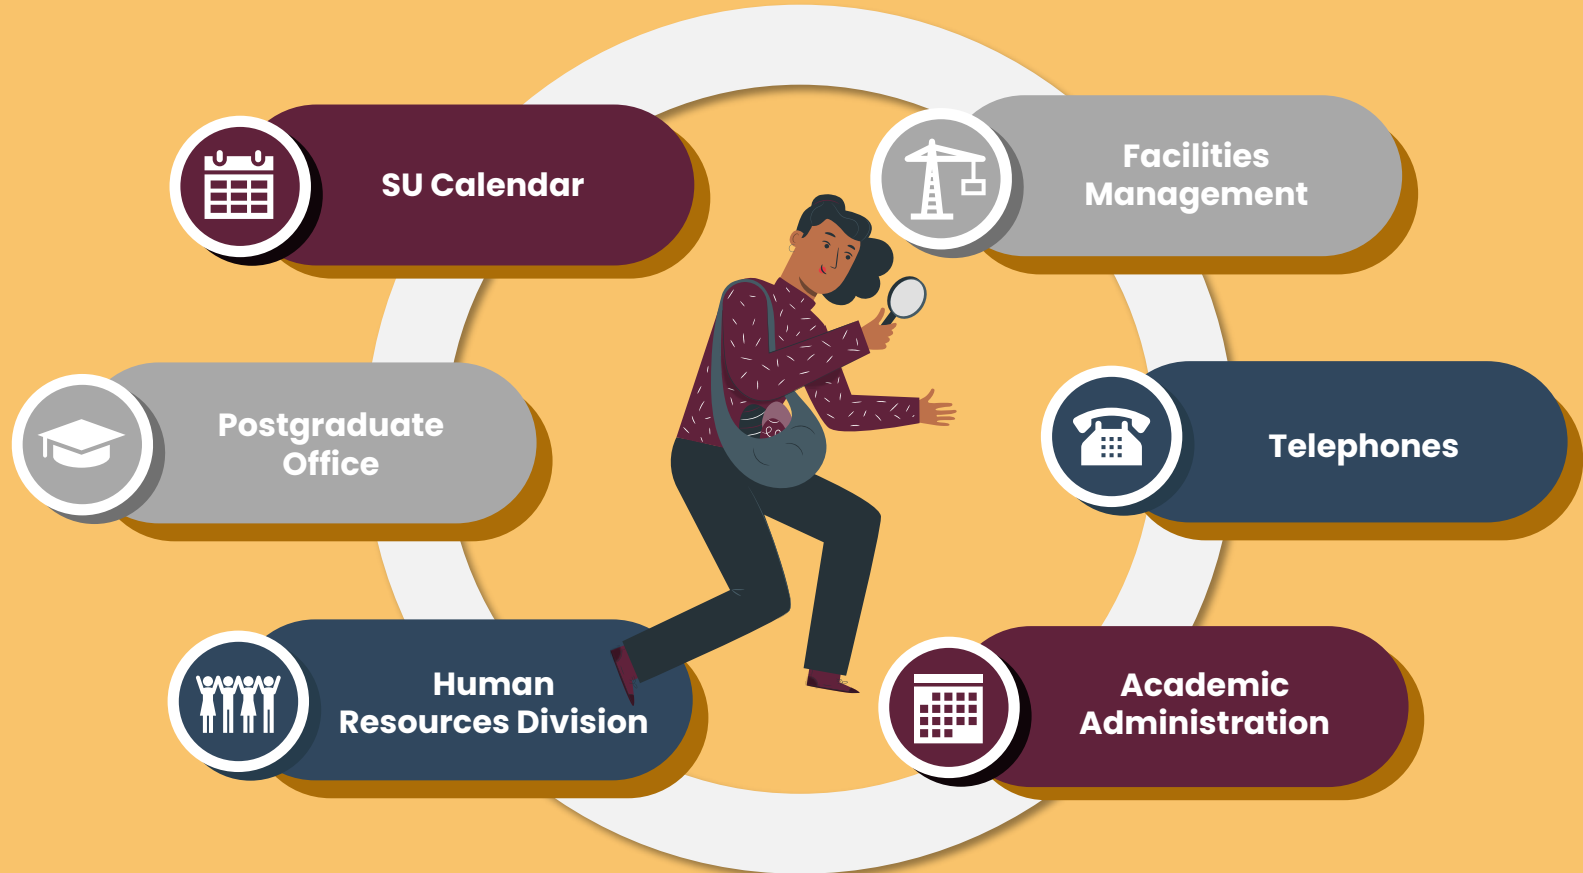 SU Calendar
Facilities
Management
Postgraduate
Office
Telephones
Human
Resources Division
Academic
Administration